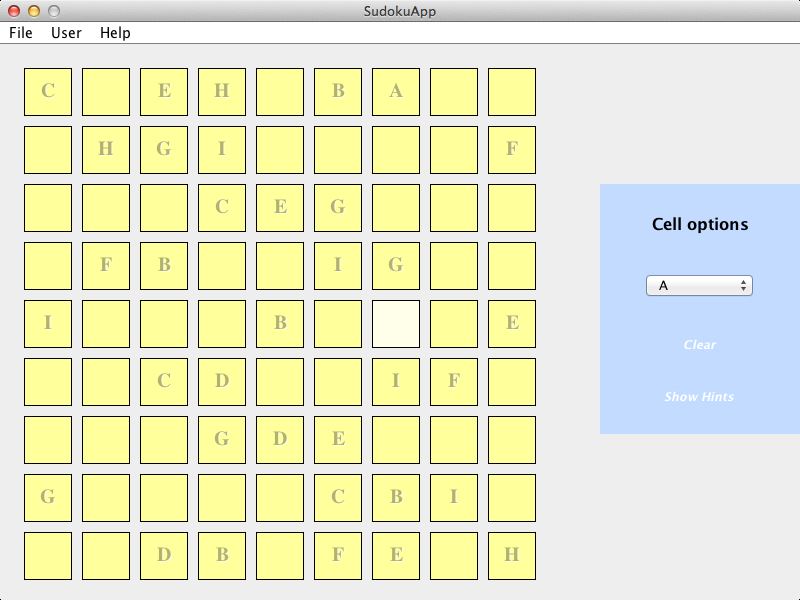 SudokuApp
File User Help
C E H B A
H G I F
C E G
F B I G
I B E
C D I F
G D E
G C B I
D B F E H
Cell options
A
Clear
Show Hints